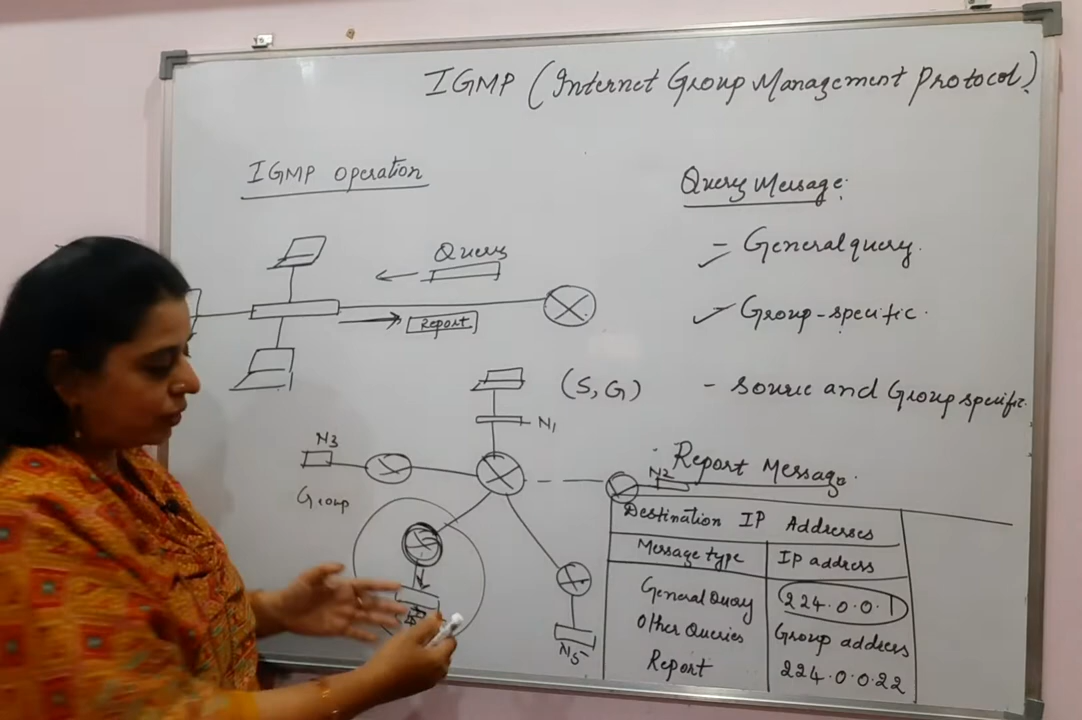 IGMP (Internet Group Management Protocol)
IGMP operation
Query
Report
(S, G)
N1
N3
Group
N2
N5
Query Message:
- General query.
- Group-specific.
- source and Group specific.
Report Message.
Destination IP Addresses
Message type IP address
General Query 224.0.0.1
Other Queries Group address
Report 224.0.0.22